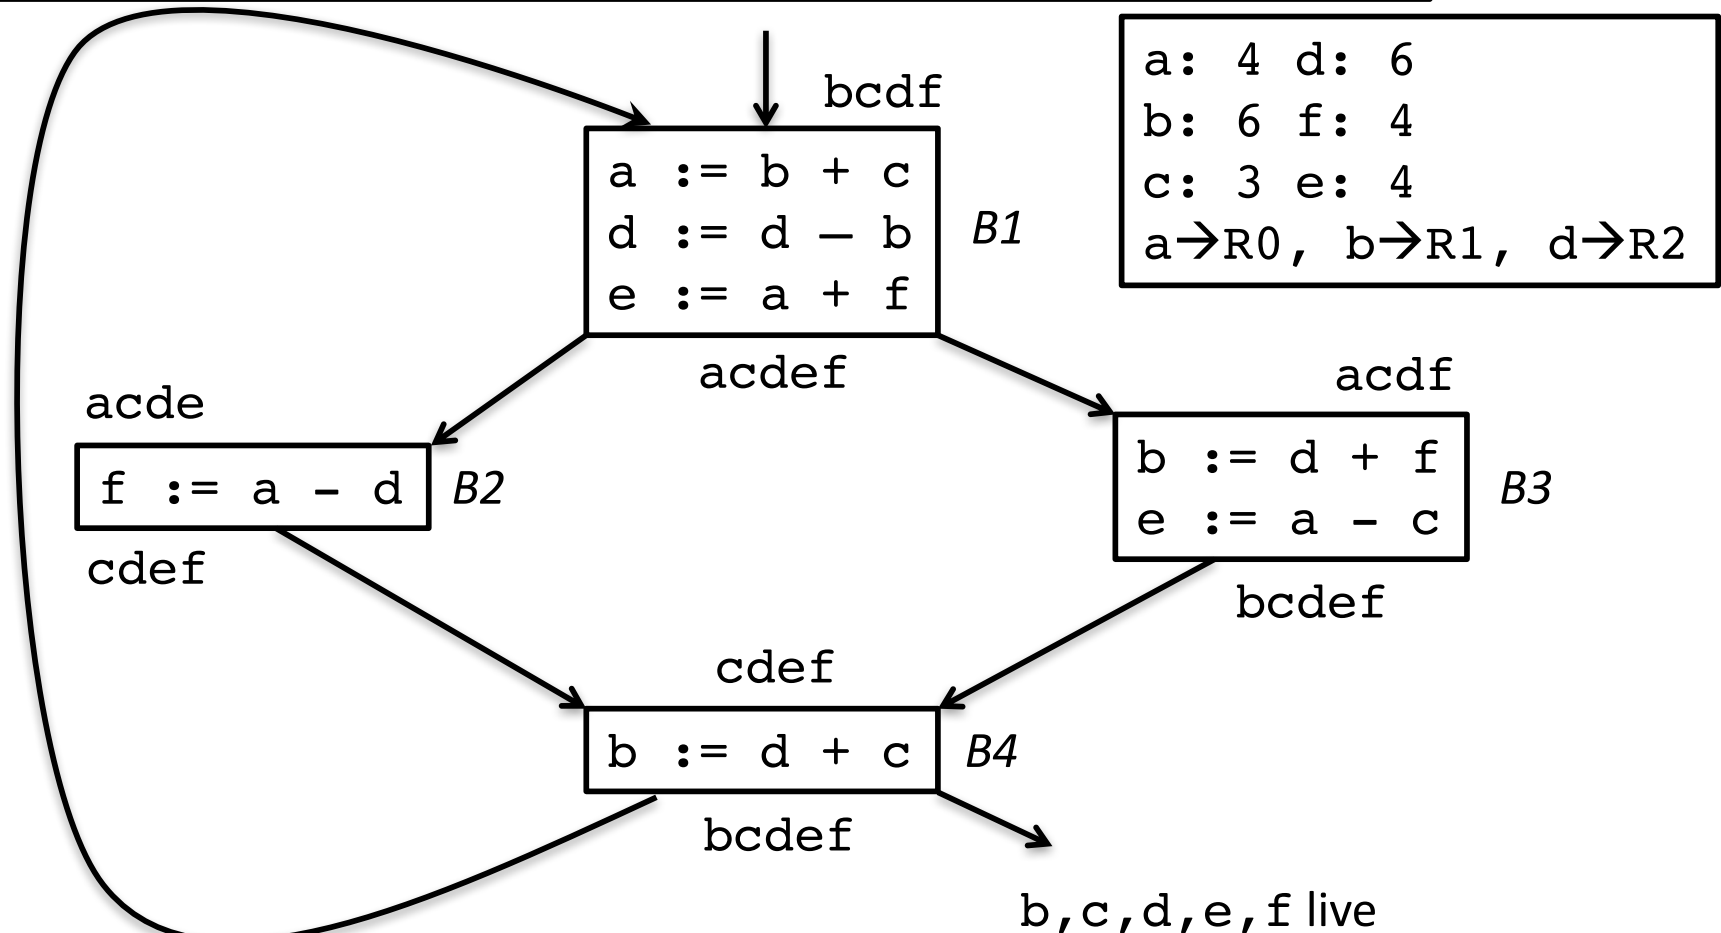 bcdf
a := b + c
d := d – b
e := a + f
B1
acdef
a: 4 d: 6
b: 6 f: 4
c: 3 e: 4
a→R0, b→R1, d→R2
acde
f := a - d
B2
cdef
acdf
b := d + f
e := a - c
B3
bcdef
cdef
b := d + c
B4
bcdef
b,c,d,e,f live